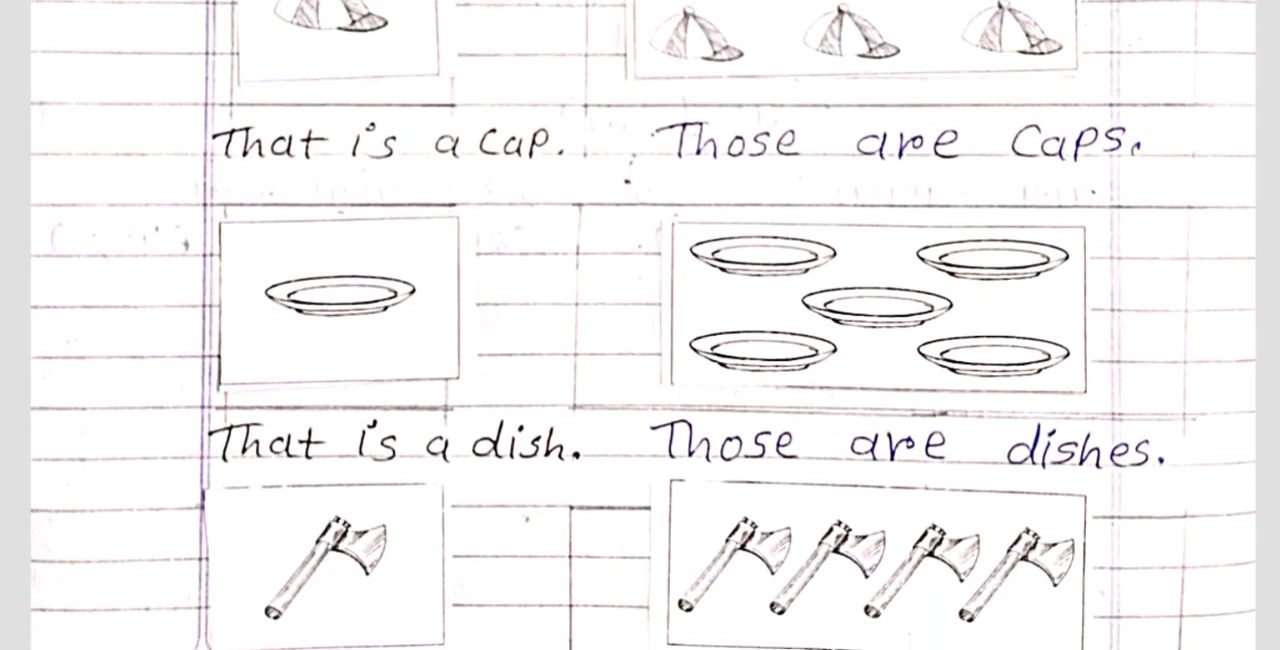 That is a cap. Those are Caps.
That is a dish. Those are dishes.